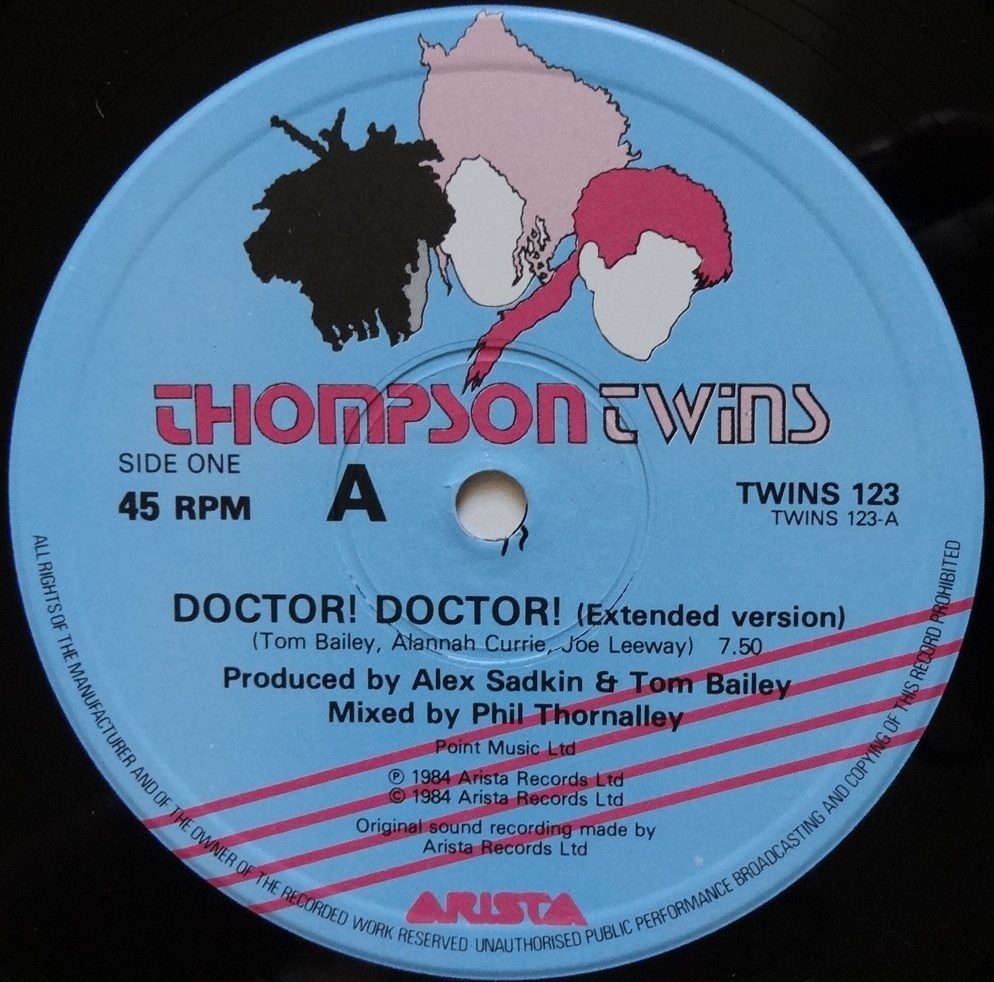 THOMPSON TWINS
SIDE ONE
45 RPM
A
TWINS 123
TWINS 123-A
DOCTOR! DOCTOR! (Extended version)
(Tom Bailey, Alannah Currie, Joe Leeway) 7.50
Produced by Alex Sadkin & Tom Bailey
Mixed by Phil Thornalley
Point Music Ltd
℗ 1984 Arista Records Ltd
© 1984 Arista Records Ltd
Original sound recording made by
Arista Records Ltd
ARISTA
ALL RIGHTS OF THE MANUFACTURER AND OF THE OWNER OF THE RECORDED WORK RESERVED · UNAUTHORISED PUBLIC PERFORMANCE BROADCASTING AND COPYING OF THIS RECORD PROHIBITED